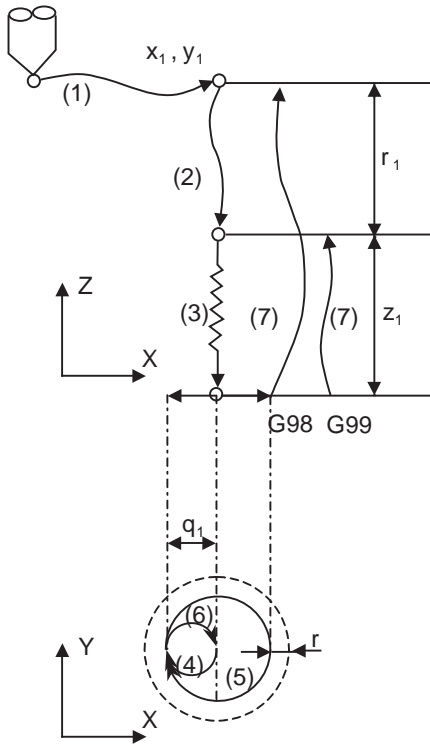 x₁ , y₁
(1)
(2)
r₁
Z
(3)
(7)
(7)
z₁
X
G98
G99
q₁
(6)
Y
(4)
(5)
r
X